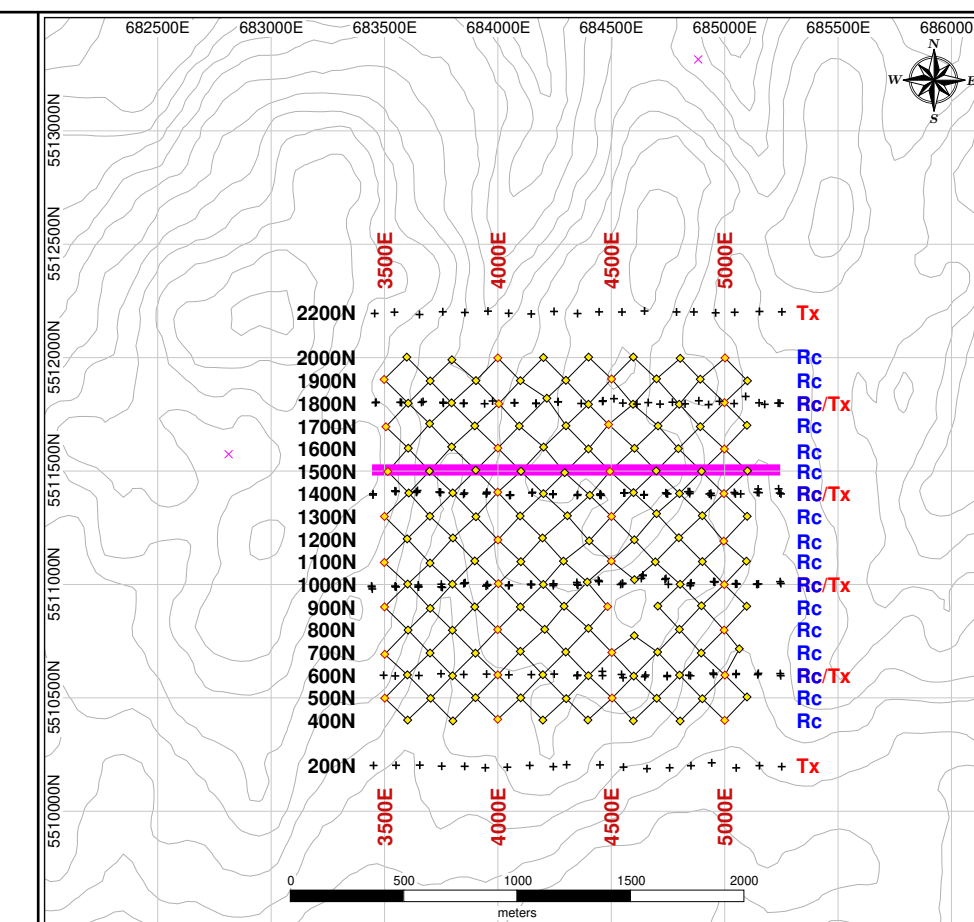 682500E 683000E 683500E 684000E 684500E 685000E 685500E 686000
N
W E
S
5513000N
5512500N
3500E 4000E 4500E 5000E
2200N Tx
5512000N
2000N Rc
1900N Rc
1800N Rc/Tx
1700N Rc
1600N Rc
5511500N
1500N Rc
1400N Rc/Tx
1300N Rc
1200N Rc
1100N Rc
5511000N
1000N Rc/Tx
900N Rc
800N Rc
700N Rc
600N Rc/Tx
5510500N
500N Rc
400N Rc
200N Tx
5510000N
3500E 4000E 4500E 5000E
0 500 1000 1500 2000
meters